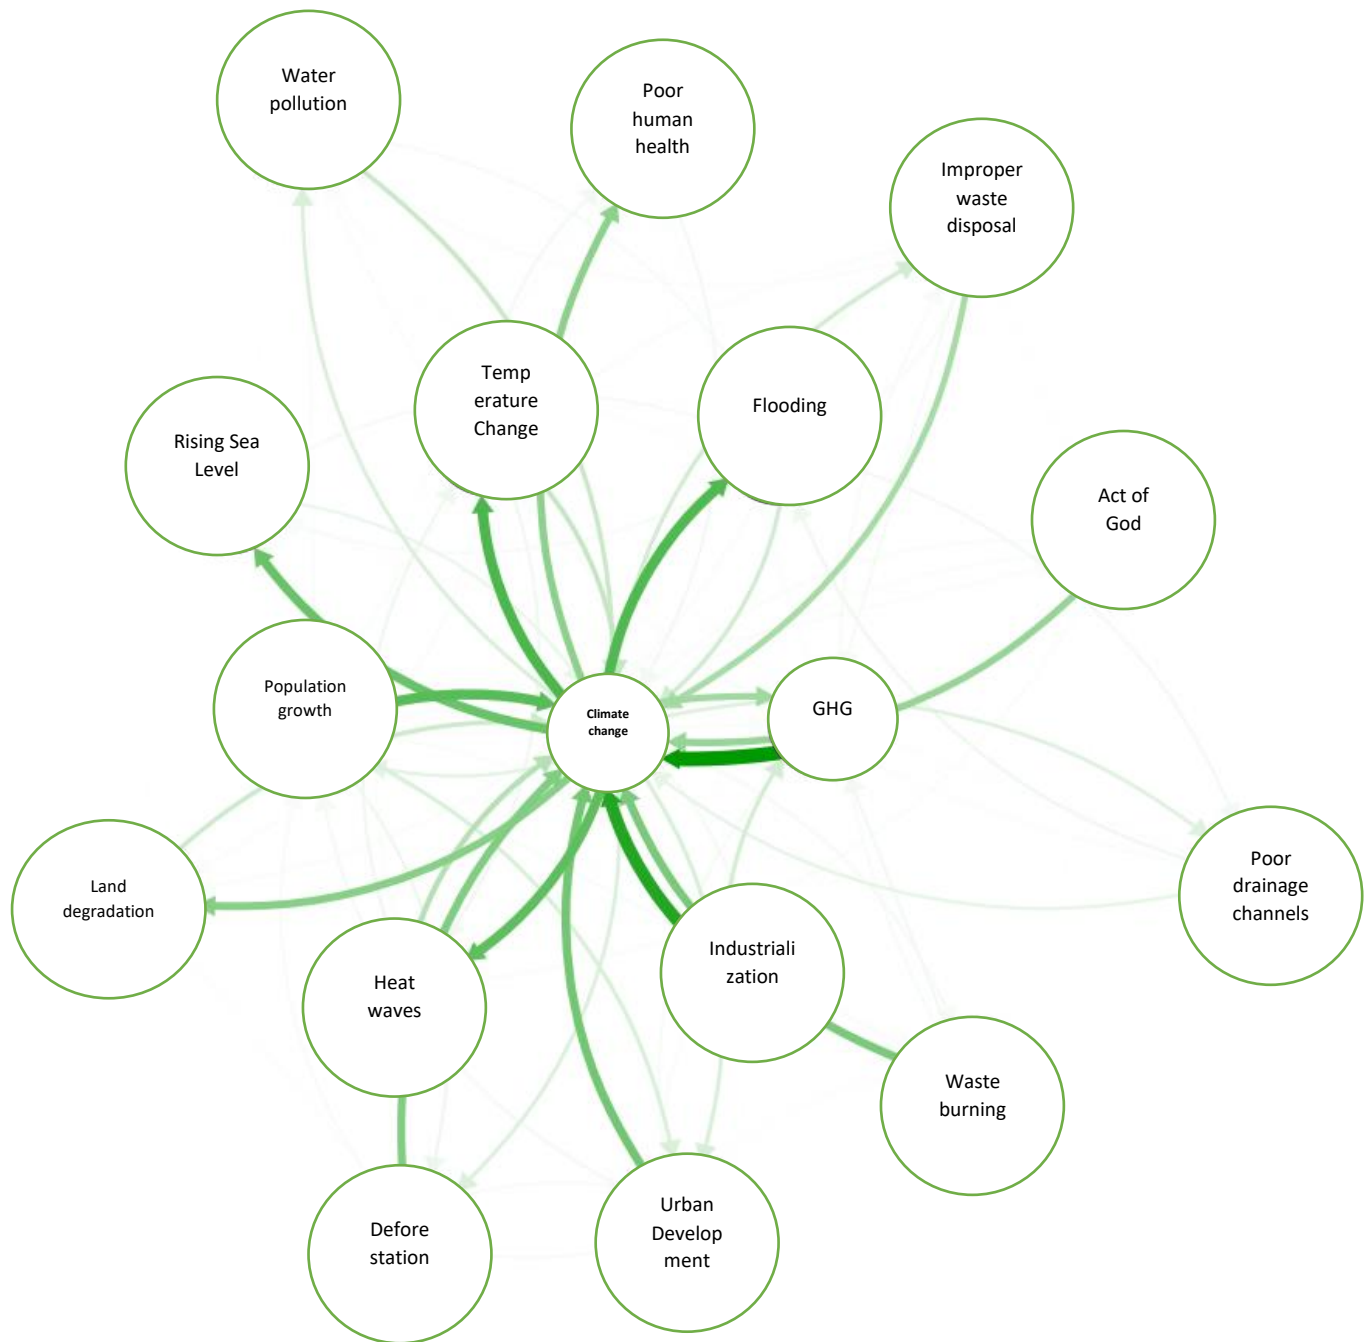 Water
pollution
Poor
human
health
Improper
waste
disposal
Temp
erature
Change
Flooding
Rising Sea
Level
Act of
God
Population
growth
Climate
change
GHG
Land
degradation
Poor
drainage
channels
Heat
waves
Industriali
zation
Waste
burning
Defore
station
Urban
Develop
ment